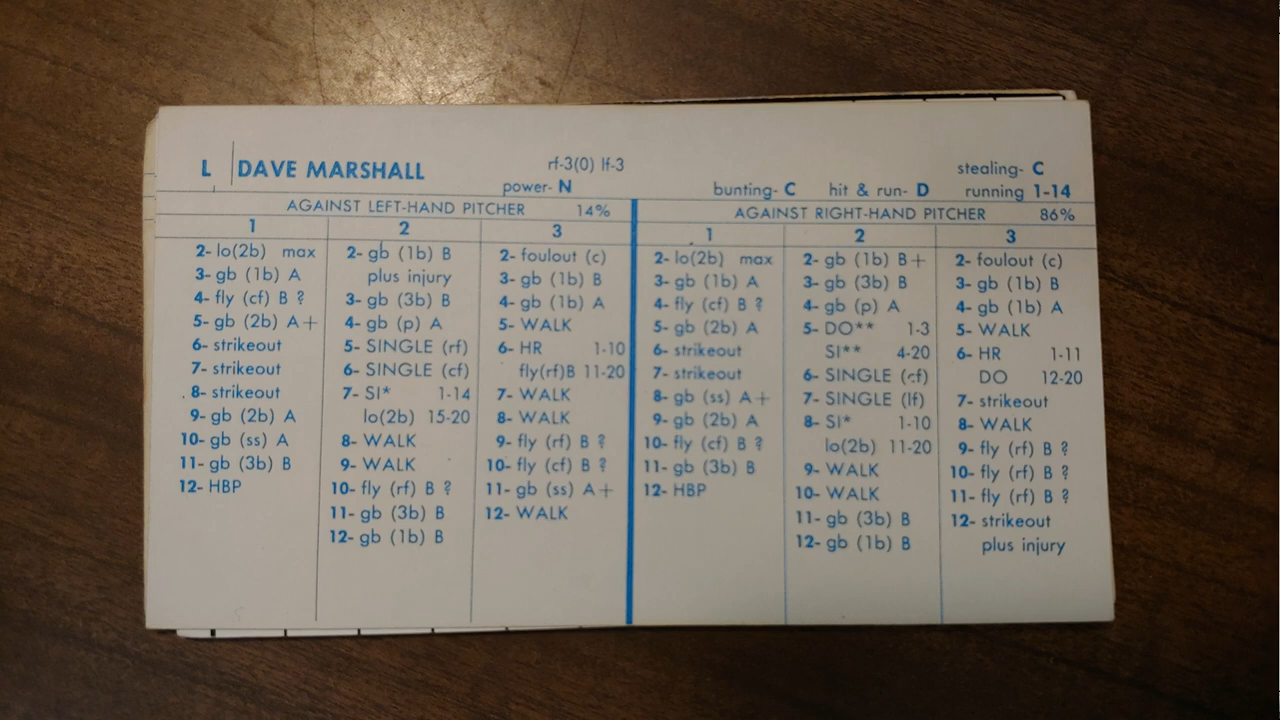 L DAVE MARSHALL rf-3(0) lf-3 stealing- C
power- N bunting- C hit & run- D running 1-14
AGAINST LEFT-HAND PITCHER 14%
1 2 3
2- lo(2b) max
3- gb (1b) A
4- fly (cf) B ?
5- gb (2b) A+
6- strikeout
7- strikeout
8- strikeout
9- gb (2b) A
10- gb (ss) A
11- gb (3b) B
12- HBP
2- gb (1b) B
plus injury
3- gb (3b) B
4- gb (p) A
5- SINGLE (rf)
6- SINGLE (cf)
7- SI* 1-14
lo(2b) 15-20
8- WALK
9- WALK
10- fly (rf) B ?
11- gb (3b) B
12- gb (1b) B
2- foulout (c)
3- gb (1b) B
4- gb (1b) A
5- WALK
6- HR 1-10
fly(rf)B 11-20
7- WALK
8- WALK
9- fly (rf) B ?
10- fly (cf) B ?
11- gb (ss) A+
12- WALK
AGAINST RIGHT-HAND PITCHER 86%
1 2 3
2- lo(2b) max
3- gb (1b) A
4- fly (cf) B ?
5- gb (2b) A
6- strikeout
7- strikeout
8- gb (ss) A+
9- gb (2b) A
10- fly (cf) B ?
11- gb (3b) B
12- HBP
2- gb (1b) B+
3- gb (3b) B
4- gb (p) A
5- DO** 1-3
SI** 4-20
6- SINGLE (cf)
7- SINGLE (lf)
8- SI* 1-10
lo(2b) 11-20
9- WALK
10- WALK
11- gb (3b) B
12- gb (1b) B
2- foulout (c)
3- gb (1b) B
4- gb (1b) A
5- WALK
6- HR 1-11
DO 12-20
7- strikeout
8- WALK
9- fly (rf) B ?
10- fly (rf) B ?
11- fly (rf) B ?
12- strikeout
plus injury